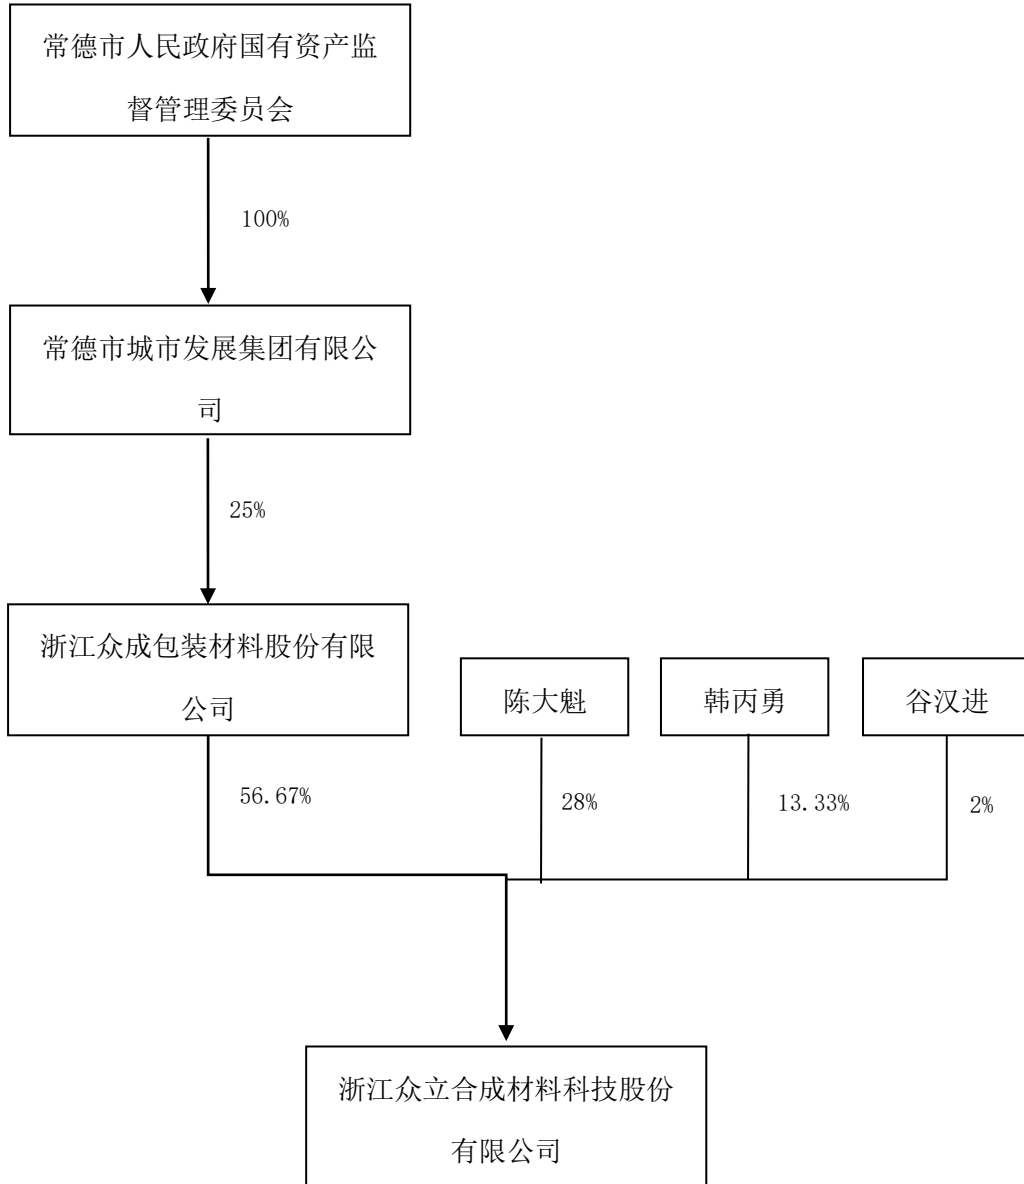 常德市人民政府国有资产监
督管理委员会
100%
常德市城市发展集团有限公
司
25%
浙江众成包装材料股份有限
公司
陈大魁
韩丙勇
谷汉进
56.67%
28%
13.33%
2%
浙江众立合成材料科技股份
有限公司